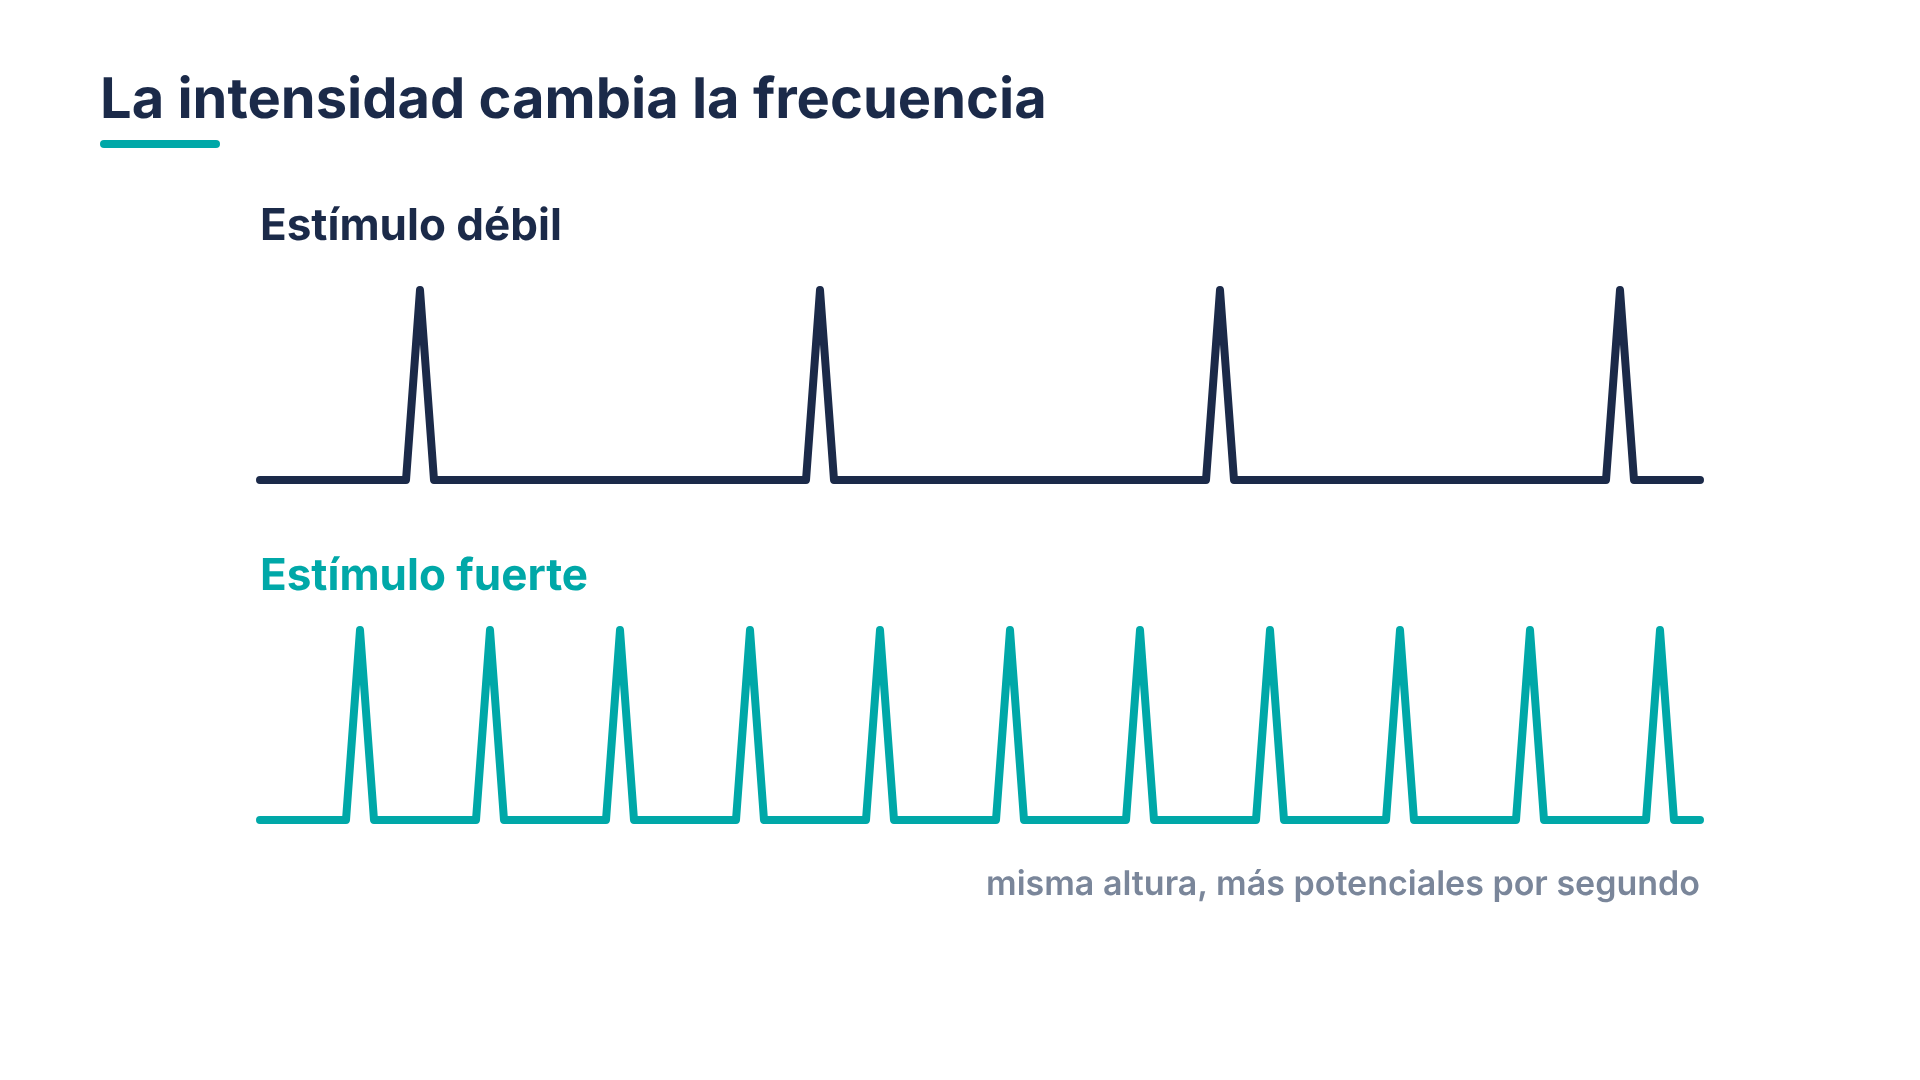 La intensidad cambia la frecuencia
Estímulo débil
Estímulo fuerte
misma altura, más potenciales por segundo